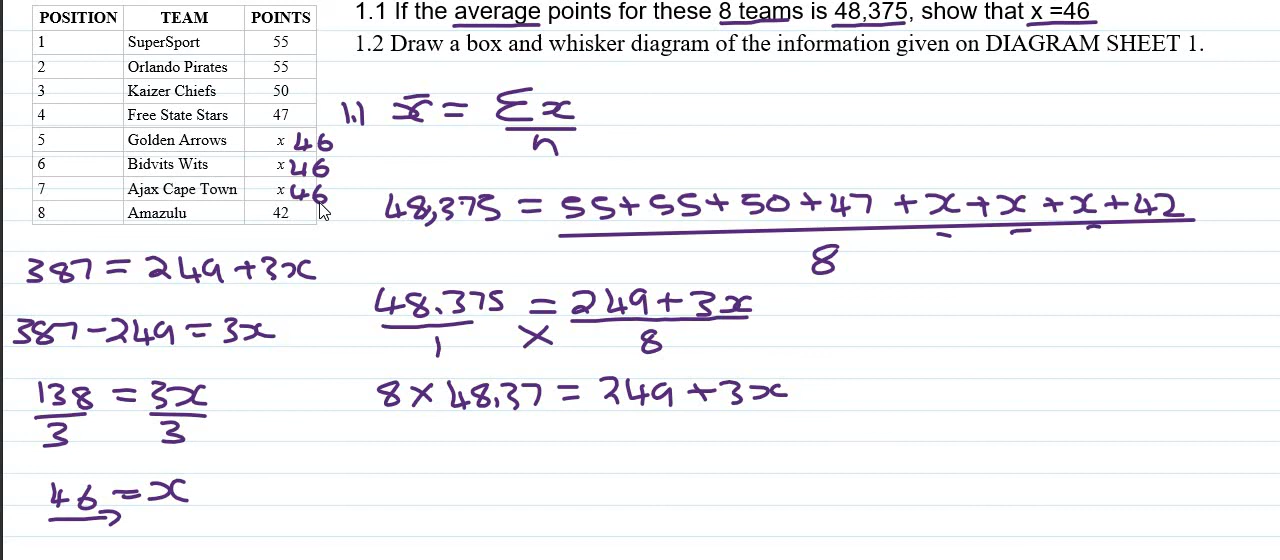 1.1 If the average points for these 8 teams is 48,375, show that x =46
1.2 Draw a box and whisker diagram of the information given on DIAGRAM SHEET 1.
POSITION TEAM POINTS
1 SuperSport 55
2 Orlando Pirates 55
3 Kaizer Chiefs 50
4 Free State Stars 47
5 Golden Arrows x 46
6 Bidvits Wits x 46
7 Ajax Cape Town x 46
8 Amazulu 42
1.1) x̄ = Σx
n
48,375 = 55+55+50+47+x+x+x+42
8
48.375 = 249+3x
1 × 8
8×48.37 = 249+3x
387 = 249+3x
387-249 = 3x
138 = 3x
3 3
46 = x